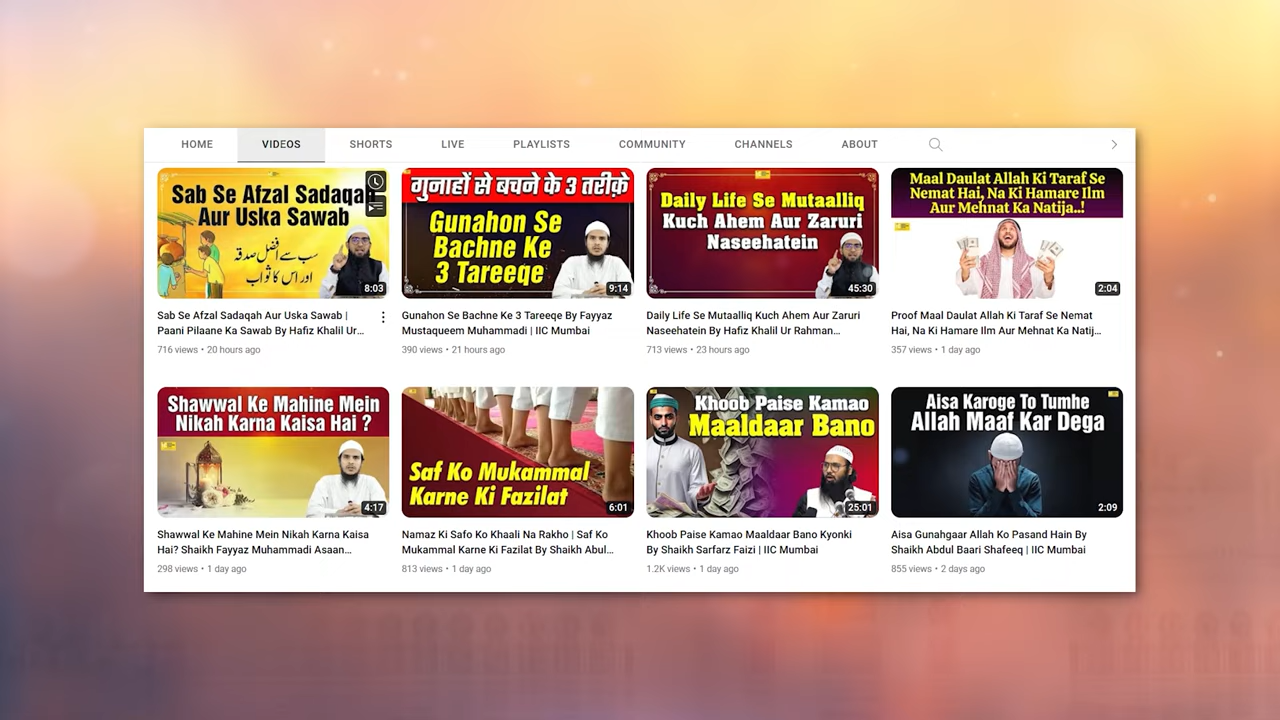 HOME VIDEOS SHORTS LIVE PLAYLISTS COMMUNITY CHANNELS ABOUT
Sab Se Afzal Sadaqah
Aur Uska Sawab
سب سے افضل صدقہ
اور اس کا ثواب
8:03
Sab Se Afzal Sadaqah Aur Uska Sawab |
Paani Pilaane Ka Sawab By Hafiz Khalil Ur...
716 views • 20 hours ago
गुनाहों से बचने के 3 तरीक़े
Gunahon Se
Bachne Ke
3 Tareeqe
9:14
Gunahon Se Bachne Ke 3 Tareeqe By Fayyaz
Mustaqueem Muhammadi | IIC Mumbai
390 views • 21 hours ago
Daily Life Se Mutaalliq
Kuch Ahem Aur Zaruri
Naseehatein
45:30
Daily Life Se Mutaalliq Kuch Ahem Aur Zaruri
Naseehatein By Hafiz Khalil Ur Rahman...
713 views • 23 hours ago
Maal Daulat Allah Ki Taraf Se
Nemat Hai, Na Ki Hamare Ilm
Aur Mehnat Ka Natija..!
2:04
Proof Maal Daulat Allah Ki Taraf Se Nemat
Hai, Na Ki Hamare Ilm Aur Mehnat Ka Natij...
357 views • 1 day ago
Shawwal Ke Mahine Mein
Nikah Karna Kaisa Hai ?
4:17
Shawwal Ke Mahine Mein Nikah Karna Kaisa
Hai? Shaikh Fayyaz Muhammadi Asaan...
298 views • 1 day ago
Saf Ko Mukammal
Karne Ki Fazilat
6:01
Namaz Ki Safo Ko Khaali Na Rakho | Saf Ko
Mukammal Karne Ki Fazilat By Shaikh Abul...
813 views • 1 day ago
Khoob Paise Kamao
Maaldaar Bano
25:01
Khoob Paise Kamao Maaldaar Bano Kyonki
By Shaikh Sarfarz Faizi | IIC Mumbai
1.2K views • 1 day ago
Aisa Karoge To Tumhe
Allah Maaf Kar Dega
2:09
Aisa Gunahgaar Allah Ko Pasand Hain By
Shaikh Abdul Baari Shafeeq | IIC Mumbai
855 views • 2 days ago